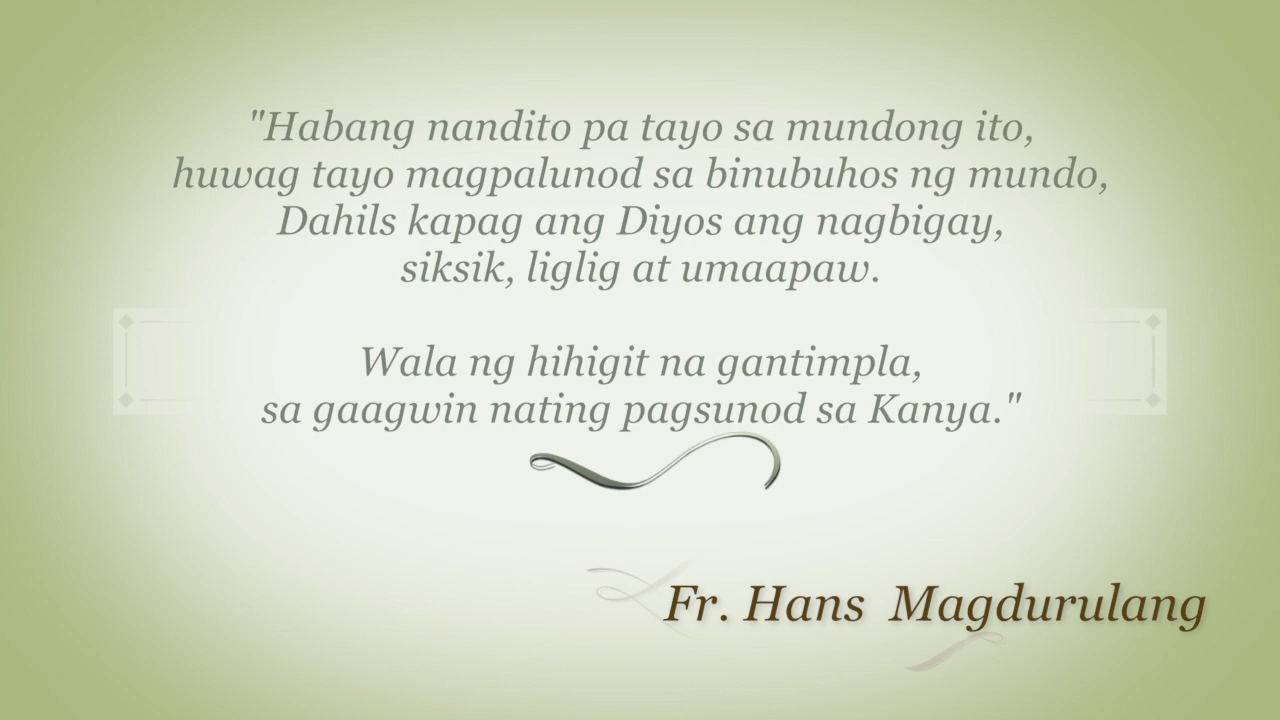 "Habang nandito pa tayo sa mundong ito,
huwag tayo magpalunod sa binubuhos ng mundo,
Dahils kapag ang Diyos ang nagbigay,
siksik, liglig at umaapaw.
Wala ng hihigit na gantimpla,
sa gaagwin nating pagsunod sa Kanya."
Fr. Hans Magdurulang